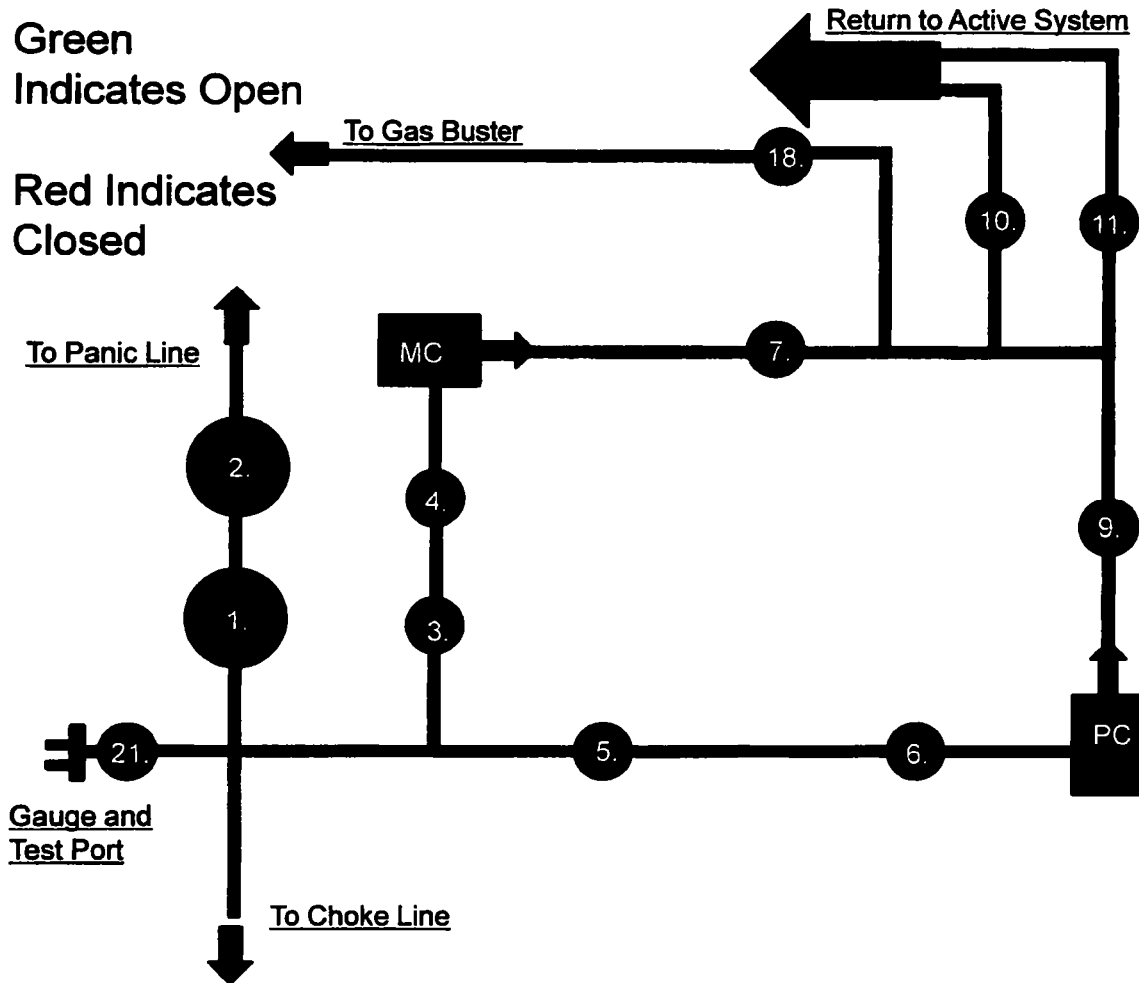 Green
Indicates Open
Return to Active System
To Gas Buster
18.
Red Indicates
Closed
10.
11.
To Panic Line
MC
7.
2.
4.
9.
1.
3.
21.
5.
6.
PC
Gauge and
Test Port
To Choke Line